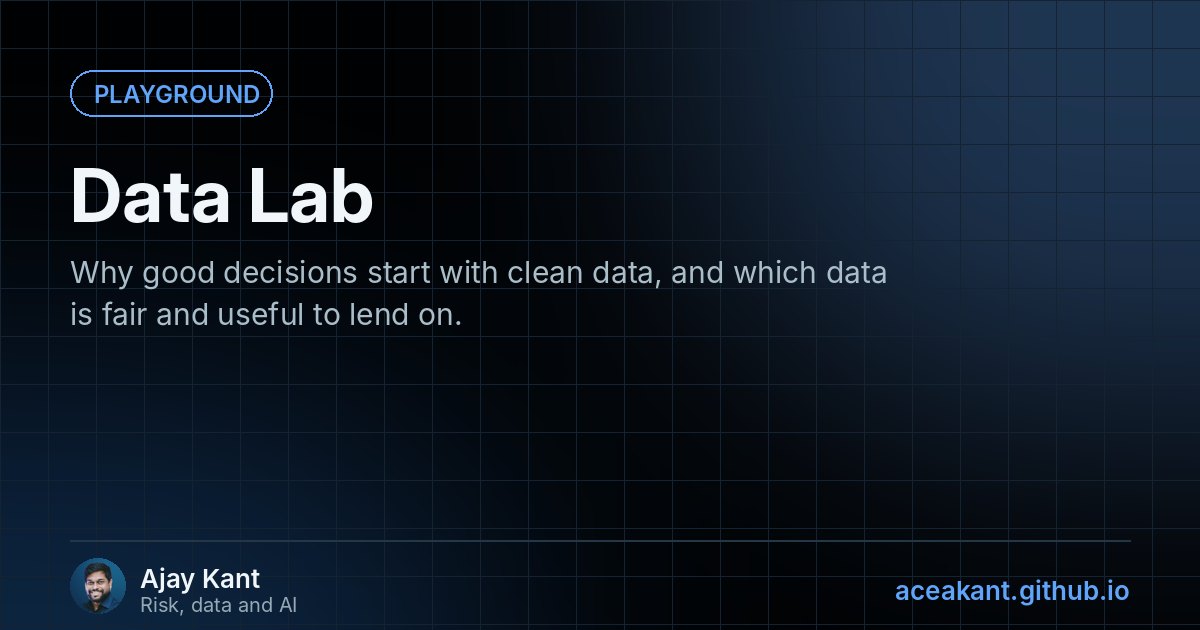 PLAYGROUND
Data Lab
Why good decisions start with clean data, and which data
is fair and useful to lend on.
Ajay Kant
Risk, data and AI
aceakant.github.io